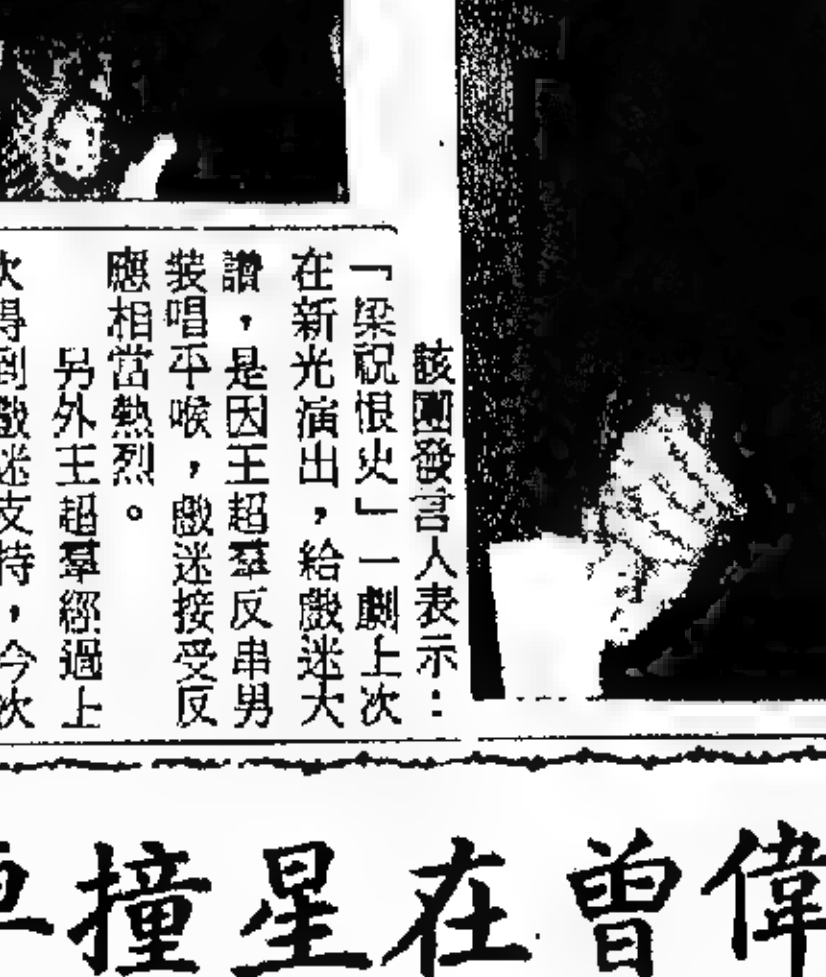 該團發言人表示：
「梁祝恨史」一劇上次
在新光演出，給戲迷大
讚，是因王超羣反串男
裝唱平喉，戲迷接受反
應相當熱烈。
另外王超羣經過上
次得到戲迷支持，今次
偉曾在星撞